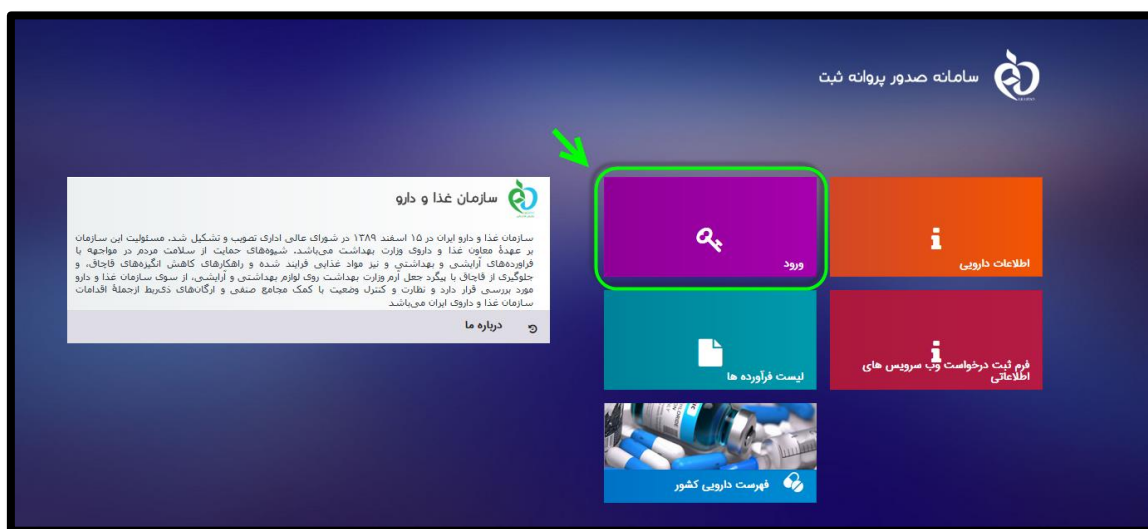 سامانه صدور پروانه ثبت
اطلاعات دارویی
ورود
فرم ثبت درخواست وب سرویس های
اطلاعاتی
لیست فرآورده ها
فهرست دارویی کشور
سازمان غذا و دارو
سازمان غذا و دارو ایران در ۱۵ اسفند ۱۳۸۹ در شورای عالی اداری تصویب و تشکیل شد. مسئولیت این سازمان
بر عهدهٔ معاون غذا و داروی وزارت بهداشت می‌باشد، شیوه‌های حمایت از سلامت مردم در مواجهه با
فراورده‌های آرایشی و بهداشتی و نیز مواد غذایی فرایند شده و راهکارهای کاهش انگیزه‌های قاچاق، و
جلوگیری از قاچاق با پیگرد جعل آرم وزارت بهداشت روی لوازم بهداشتی و آرایشی، از سوی سازمان غذا و دارو
مورد بررسی قرار دارد و نظارت و کنترل وضعیت با کمک مجامع صنفی و ارگان‌های ذی‌ربط ازجملهٔ اقدامات
سازمان غذا و داروی ایران می‌باشد
درباره ما